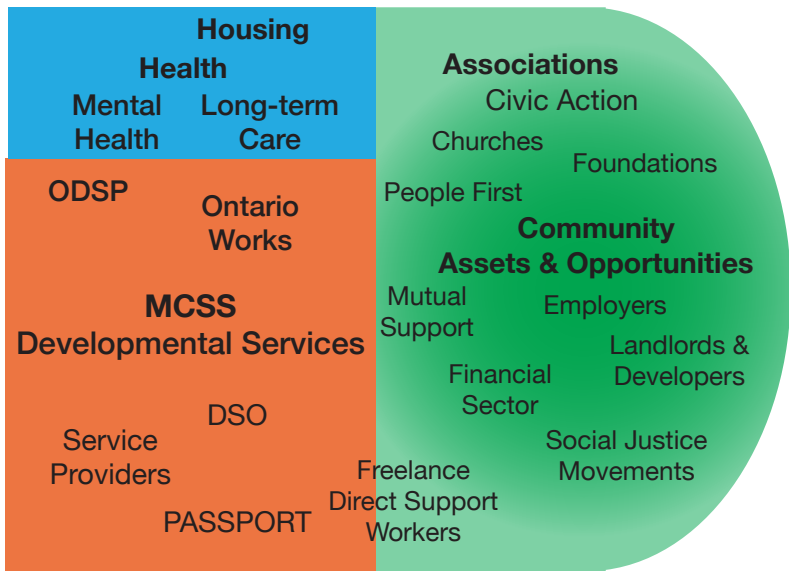 Housing
Health
Mental
Health
Long-term
Care
ODSP
Ontario
Works
MCSS
Developmental Services
DSO
Service
Providers
PASSPORT
Associations
Civic Action
Churches
Foundations
People First
Community
Assets & Opportunities
Mutual
Support
Employers
Landlords &
Developers
Financial
Sector
Social Justice
Movements
Freelance
Direct Support
Workers